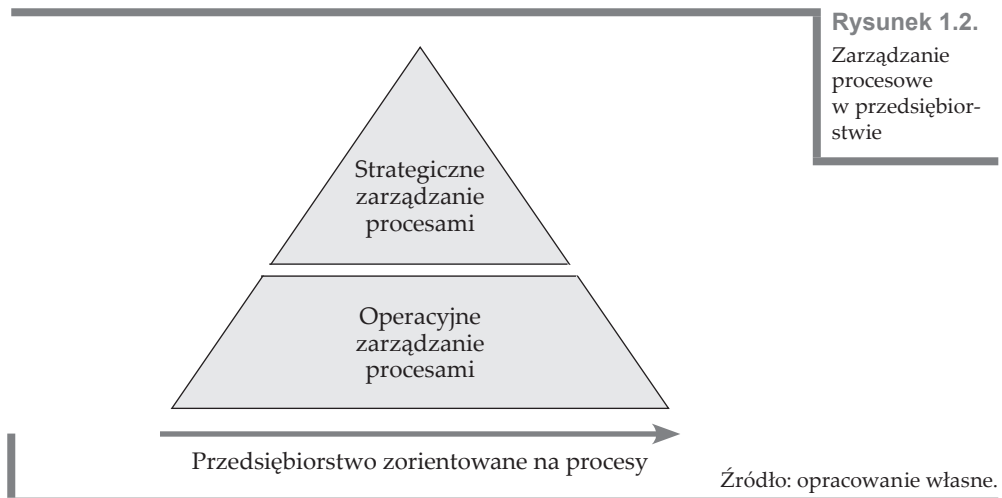 Rysunek 1.2.
Zarządzanie
procesowe
w przedsiębior-
stwie
Strategiczne
zarządzanie
procesami
Operacyjne
zarządzanie
procesami
Przedsiębiorstwo zorientowane na procesy
Źródło: opracowanie własne.